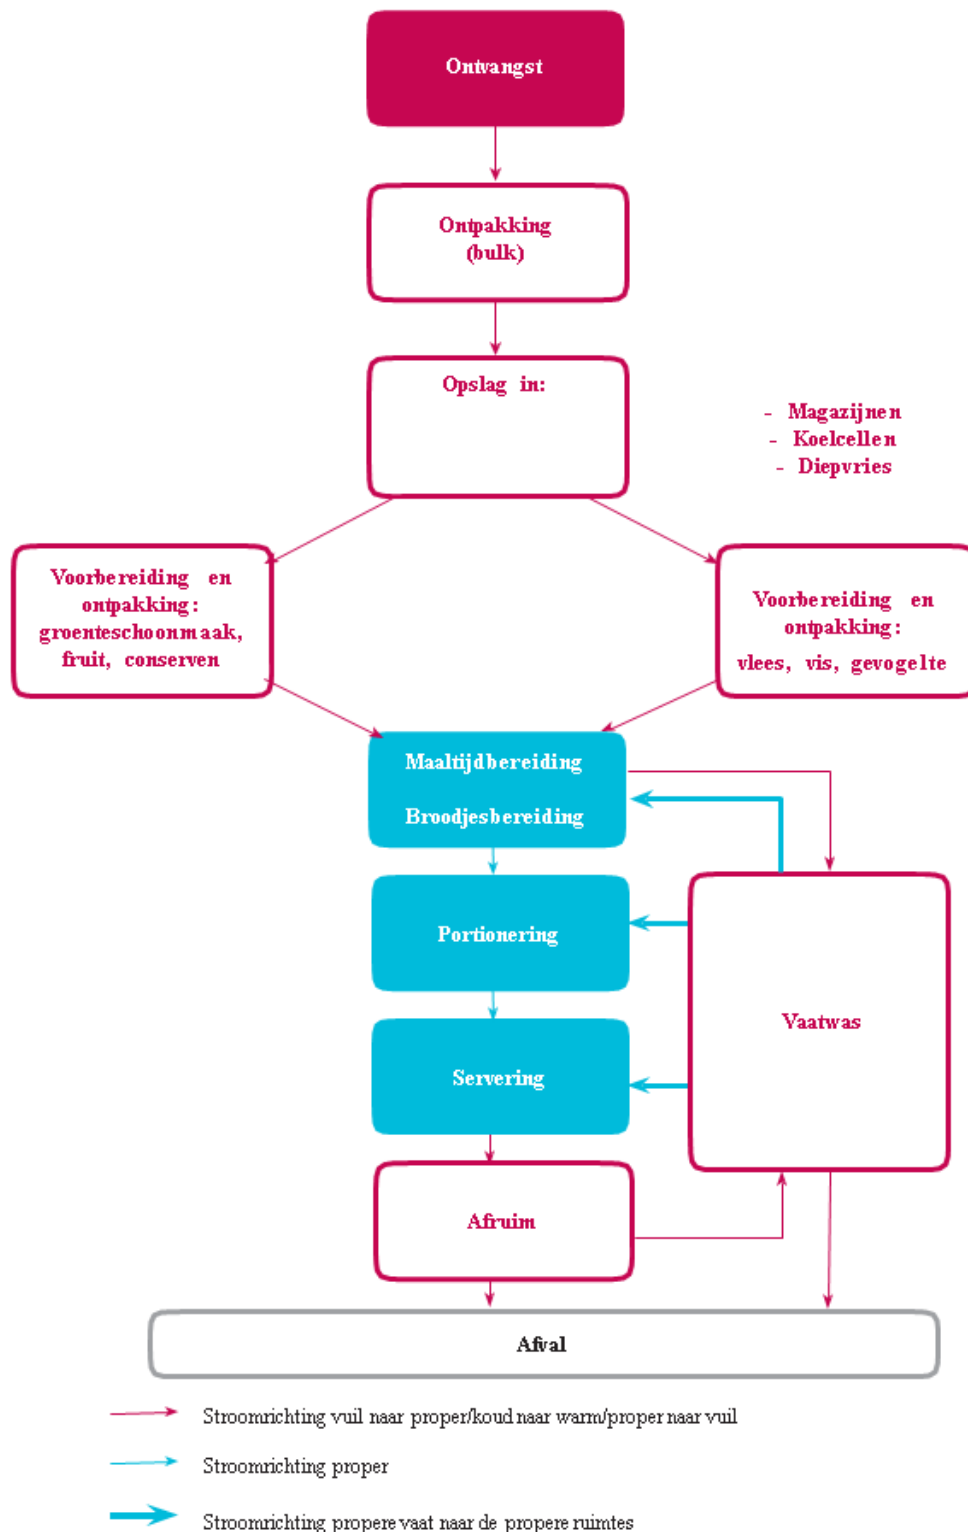 Ontvangst
Ontpakking
(bulk)
Opslag in:
- Magazijnen
- Koelcellen
- Diepvries
Voorbereiding en
ontpakking:
groenteschoonmaak,
fruit, conserven
Voorbereiding en
ontpakking:
vlees, vis, gevogelte
Maaltijdbereiding
Broodjesbereiding
Portionering
Vaatwas
Servering
Afruim
Afval
Stroomrichting vuil naar proper/koud naar warm/proper naar vuil
Stroomrichting proper
Stroomrichting propere vaat naar de propere ruimtes